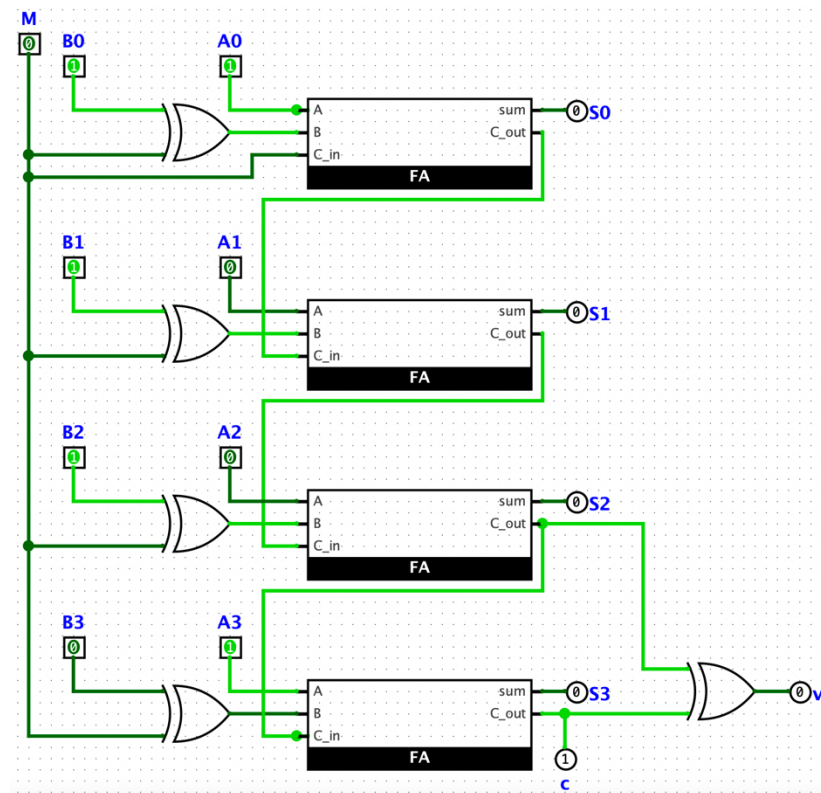 M
B0 A0
0
1 1
A sum 0 S0
B C_out
C_in
FA
B1 A1
1 0
A sum 0 S1
B C_out
C_in
FA
B2 A2
1 0
A sum 0 S2
B C_out
C_in
FA
B3 A3
0 1
A sum 0 S3 0 v
B C_out
C_in
FA
1
c